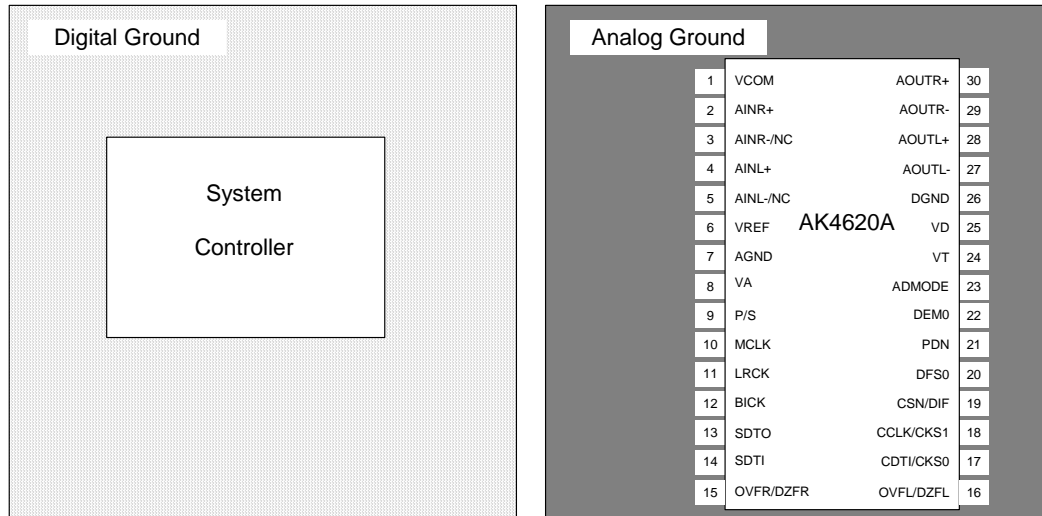 Digital Ground
System
Controller
Analog Ground
AK4620A
1 VCOM AOUTR+ 30
2 AINR+ AOUTR- 29
3 AINR-/NC AOUTL+ 28
4 AINL+ AOUTL- 27
5 AINL-/NC DGND 26
6 VREF VD 25
7 AGND VT 24
8 VA ADMODE 23
9 P/S DEM0 22
10 MCLK PDN 21
11 LRCK DFS0 20
12 BICK CSN/DIF 19
13 SDTO CCLK/CKS1 18
14 SDTI CDTI/CKS0 17
15 OVFR/DZFR OVFL/DZFL 16